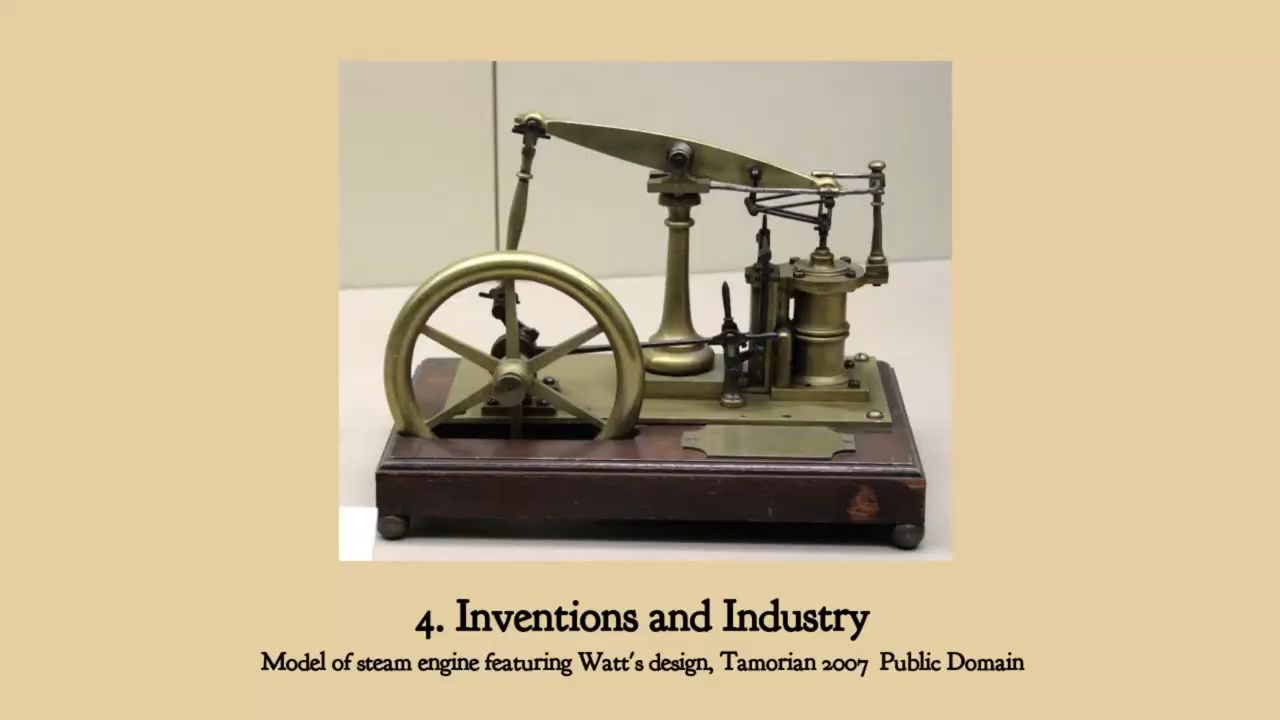 4. Inventions and Industry
Model of steam engine featuring Watt's design, Tamorian 2007 Public Domain